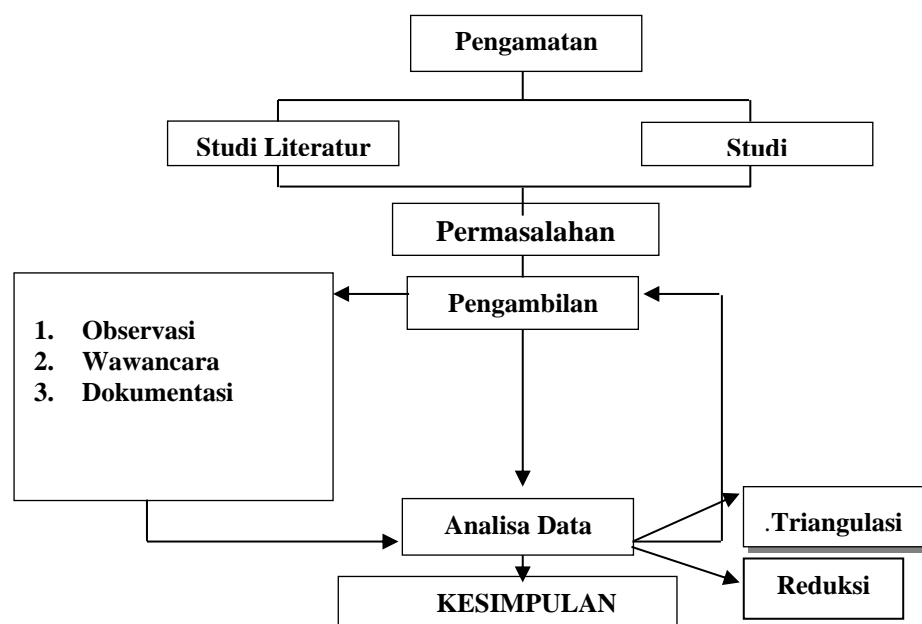 Pengamatan
Studi Literatur
Studi
Permasalahan
Pengambilan
1. Observasi
2. Wawancara
3. Dokumentasi
Analisa Data
.Triangulasi
Reduksi
KESIMPULAN